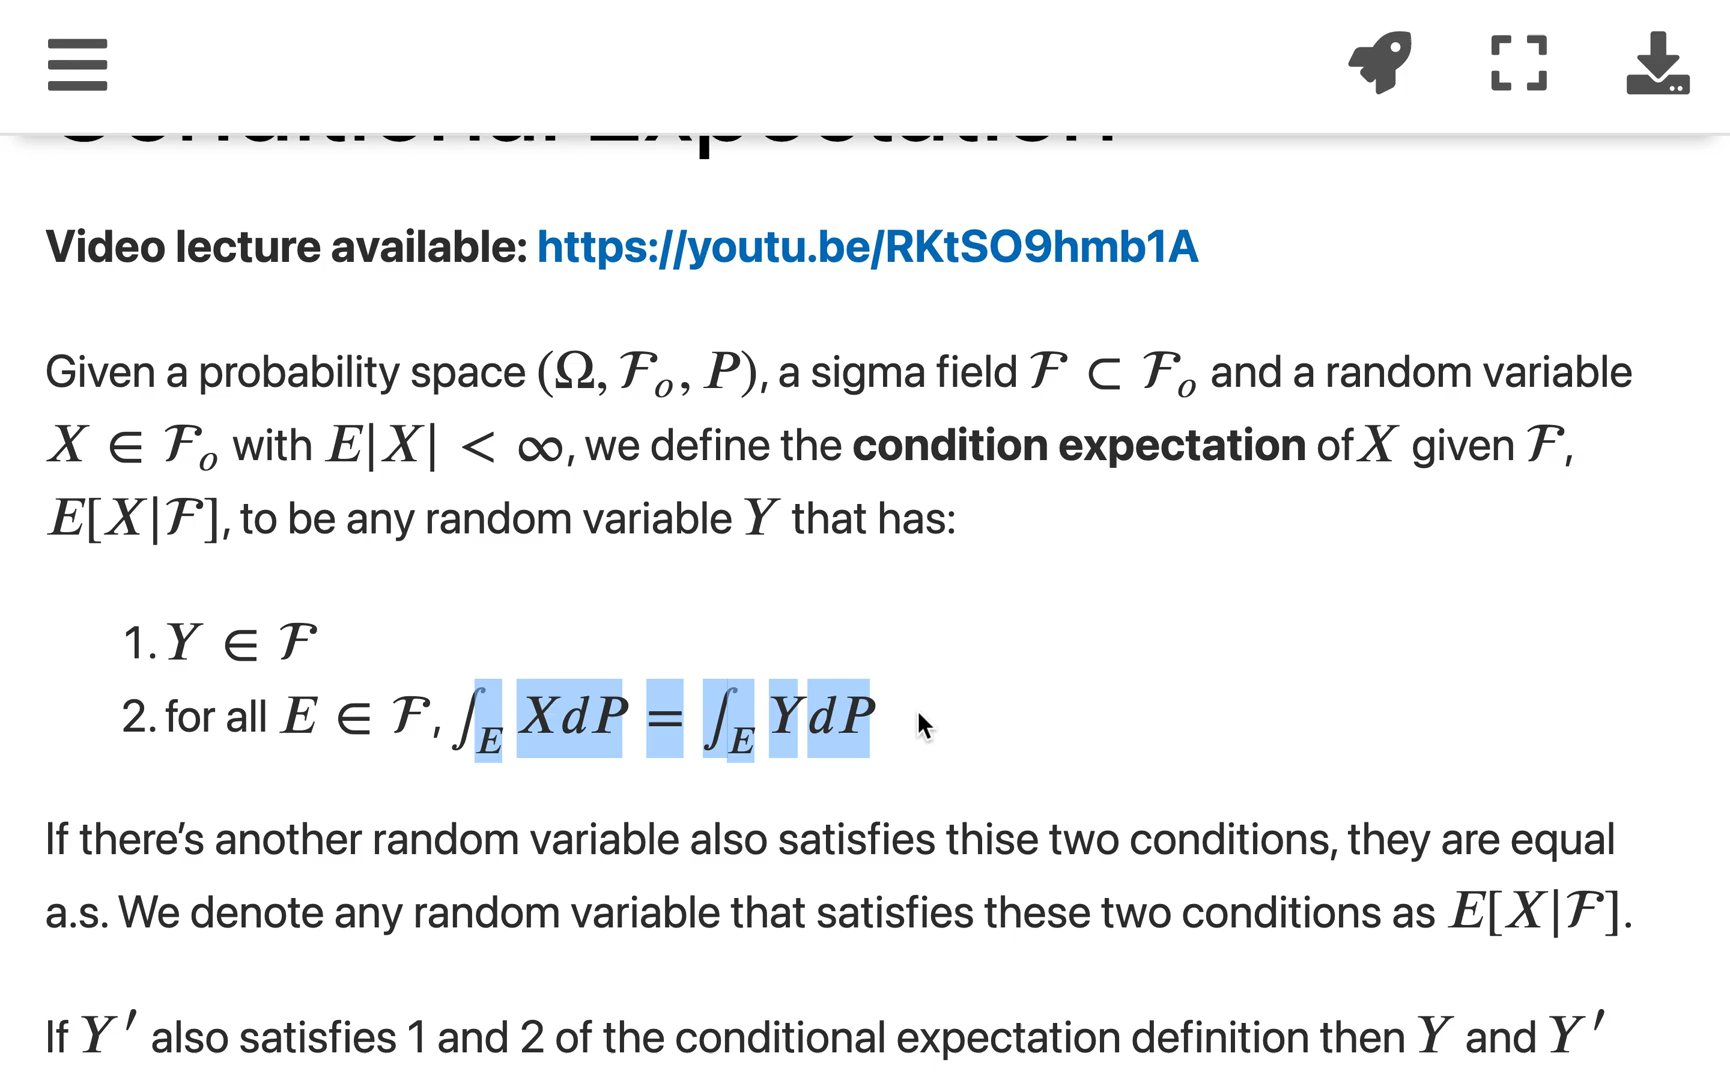 Conditional Expectation
Video lecture available: https://youtu.be/RKtSO9hmb1A
Given a probability space (Ω, ℱₒ, P), a sigma field ℱ ⊂ ℱₒ and a random variable
X ∈ ℱₒ with E|X| < ∞, we define the condition expectation of X given ℱ,
E[X|ℱ], to be any random variable Y that has:
1. Y ∈ ℱ
2. for all E ∈ ℱ, ∫_E XdP = ∫_E YdP
If there’s another random variable also satisfies thise two conditions, they are equal
a.s. We denote any random variable that satisfies these two conditions as E[X|ℱ].
If Y′ also satisfies 1 and 2 of the conditional expectation definition then Y and Y′